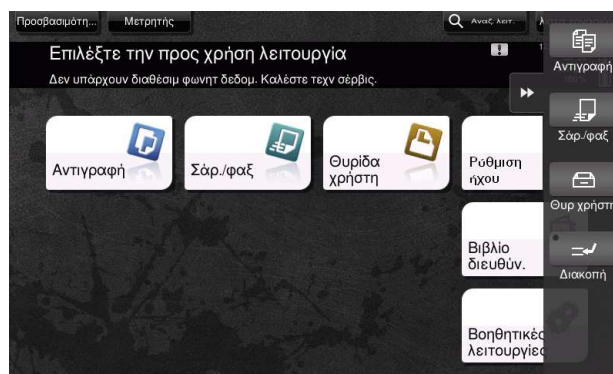 Προσβασιμότη...
Μετρητής
Αναζ. λειτ.
Επιλέξτε την προς χρήση λειτουργία
Δεν υπάρχουν διαθέσιμ φωνητ δεδομ. Καλέστε τεχν σέρβις.
Αντιγραφή
Σάρ./φαξ
Θυρίδα
χρήστη
Ρύθμιση
ήχου
Βιβλίο
διευθύν.
Βοηθητικές
λειτουργίες
Αντιγραφή
Σάρ./φαξ
Θυρ χρήστη
Διακοπή